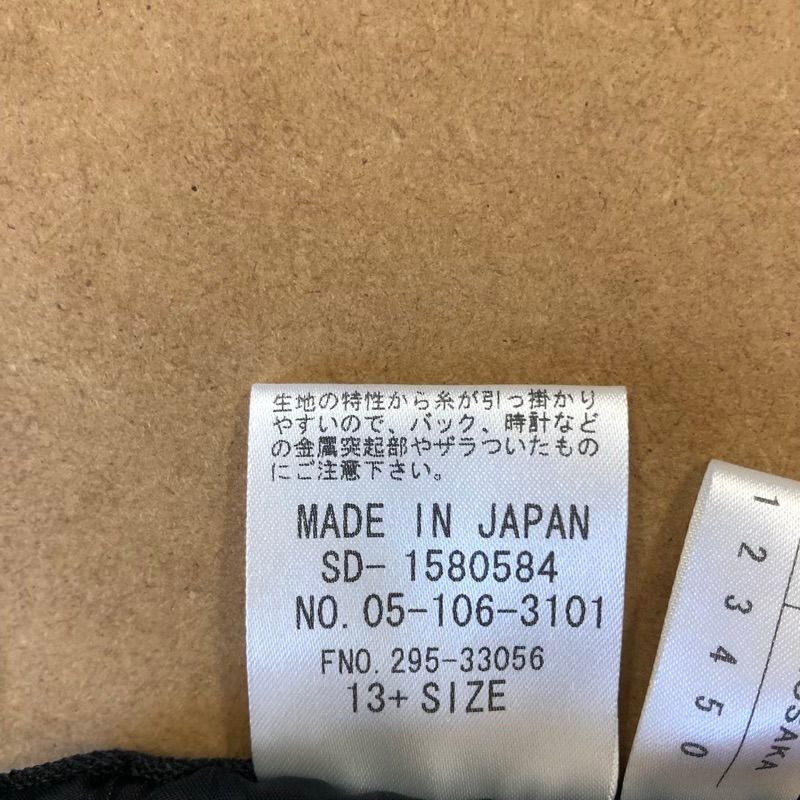 生地の特性から糸が引っ掛かり
やすいので、バック、時計など
の金属突起部やザラついたもの
にご注意下さい。
MADE IN JAPAN
SD- 1580584
NO. 05-106-3101
FNO. 295-33056
13+ SIZE
1 2 3 4 5 0
OSAKA